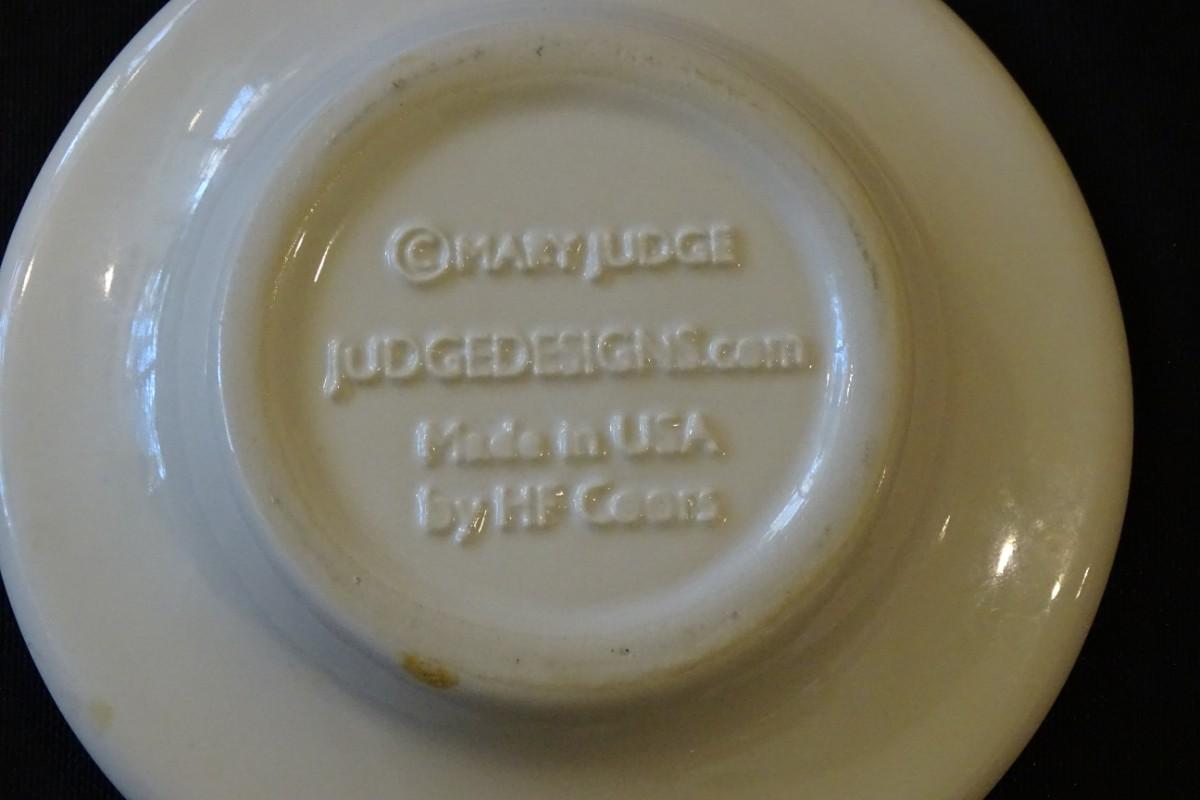 ©MARY JUDGE
JUDGEDESIGNS.com
Made in USA
by HF Coors